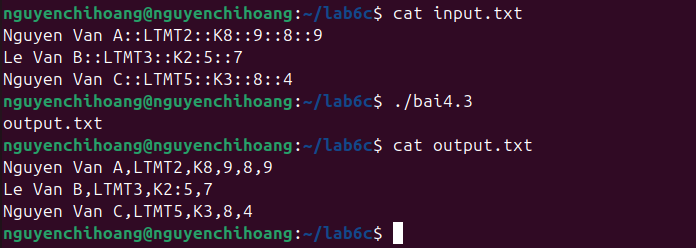 nguyenchihoang@nguyenchihoang:~/lab6c$ cat input.txt
Nguyen Van A::LTMT2::K8::9::8::9
Le Van B::LTMT3::K2:5::7
Nguyen Van C::LTMT5::K3::8::4
nguyenchihoang@nguyenchihoang:~/lab6c$ ./bai4.3
output.txt
nguyenchihoang@nguyenchihoang:~/lab6c$ cat output.txt
Nguyen Van A,LTMT2,K8,9,8,9
Le Van B,LTMT3,K2:5,7
Nguyen Van C,LTMT5,K3,8,4
nguyenchihoang@nguyenchihoang:~/lab6c$